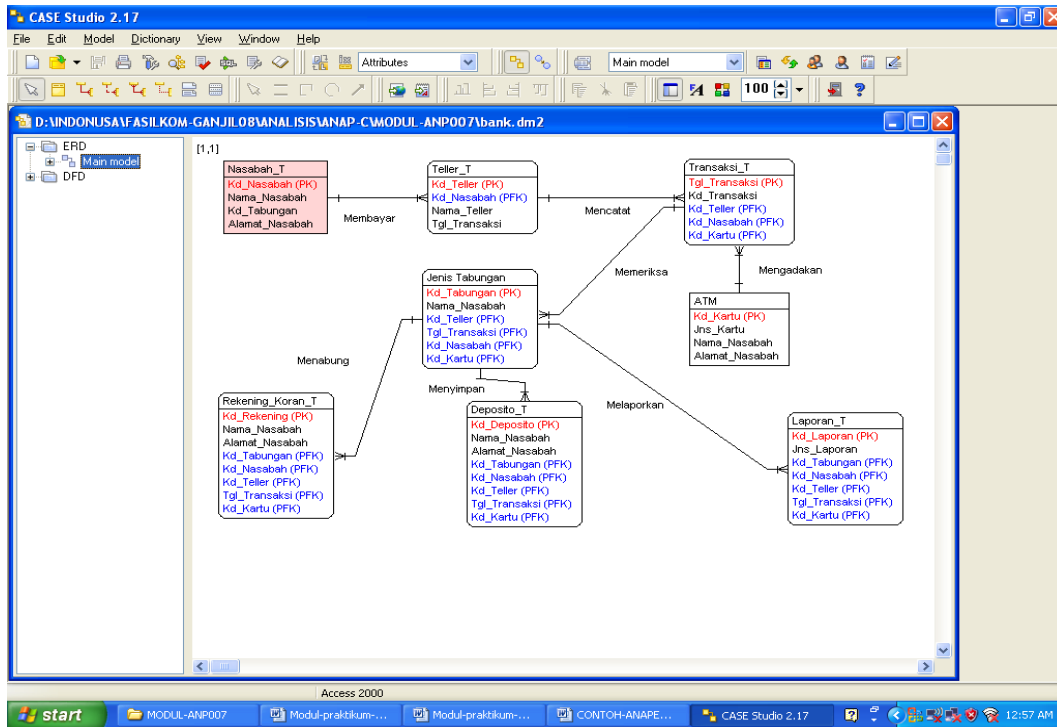 CASE Studio 2.17
File Edit Model Dictionary View Window Help
Attributes
Main model
100
D:\INDONUSA\FASILKOM-GANJIL08\ANALISIS\ANAP-C\MODUL-ANP007\bank.dm2
ERD
Main model
DFD
[1,1]
Nasabah_T
Kd_Nasabah (PK)
Nama_Nasabah
Kd_Tabungan
Alamat_Nasabah
Membayar
Teller_T
Kd_Teller (PK)
Kd_Nasabah (PFK)
Nama_Teller
Tgl_Transaksi
Mencatat
Transaksi_T
Tgl_Transaksi (PK)
Kd_Transaksi
Kd_Teller (PFK)
Kd_Nasabah (PFK)
Kd_Kartu (PFK)
Memeriksa
Mengadakan
Jenis Tabungan
Kd_Tabungan (PK)
Nama_Nasabah
Kd_Teller (PFK)
Tgl_Transaksi (PFK)
Kd_Nasabah (PFK)
Kd_Kartu (PFK)
ATM
Kd_Kartu (PK)
Jns_Kartu
Nama_Nasabah
Alamat_Nasabah
Menabung
Menyimpan
Melaporkan
Rekening_Koran_T
Kd_Rekening (PK)
Nama_Nasabah
Alamat_Nasabah
Kd_Tabungan (PFK)
Kd_Nasabah (PFK)
Kd_Teller (PFK)
Tgl_Transaksi (PFK)
Kd_Kartu (PFK)
Deposito_T
Kd_Deposito (PK)
Nama_Nasabah
Alamat_Nasabah
Kd_Tabungan (PFK)
Kd_Nasabah (PFK)
Kd_Teller (PFK)
Tgl_Transaksi (PFK)
Kd_Kartu (PFK)
Laporan_T
Kd_Laporan (PK)
Jns_Laporan
Kd_Tabungan (PFK)
Kd_Nasabah (PFK)
Kd_Teller (PFK)
Tgl_Transaksi (PFK)
Kd_Kartu (PFK)
Access 2000
start
MODUL-ANP007
Modul-praktikum-...
Modul-praktikum-...
CONTOH-ANAPE...
CASE Studio 2.17
12:57 AM